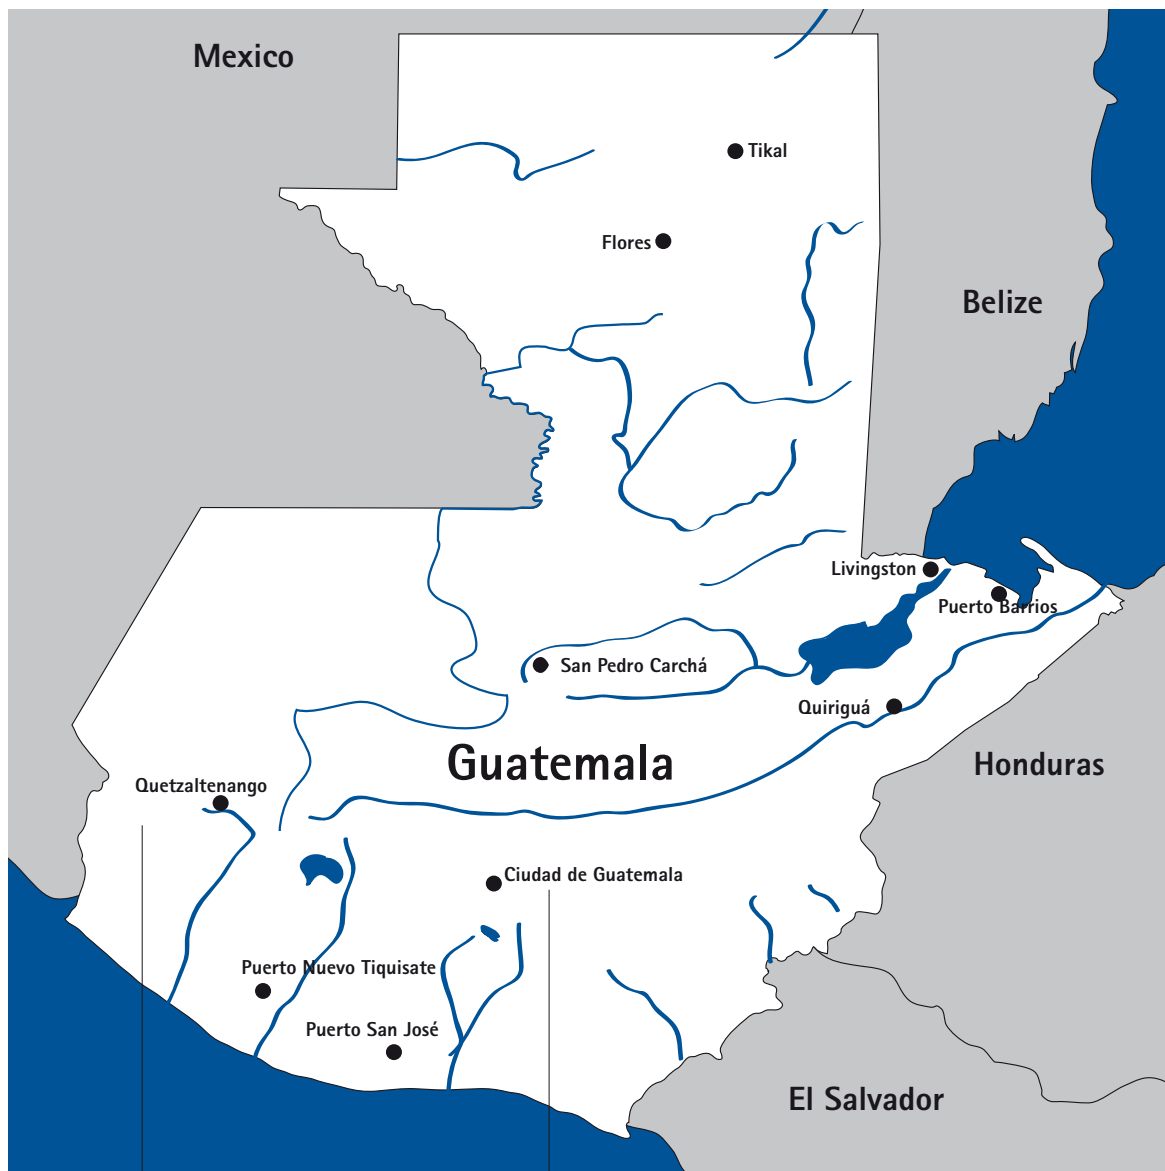 Mexico
Tikal
Flores
Belize
Livingston
Puerto Barrios
San Pedro Carchá
Quiriguá
Guatemala
Honduras
Quetzaltenango
Ciudad de Guatemala
Puerto Nuevo Tiquisate
Puerto San José
El Salvador